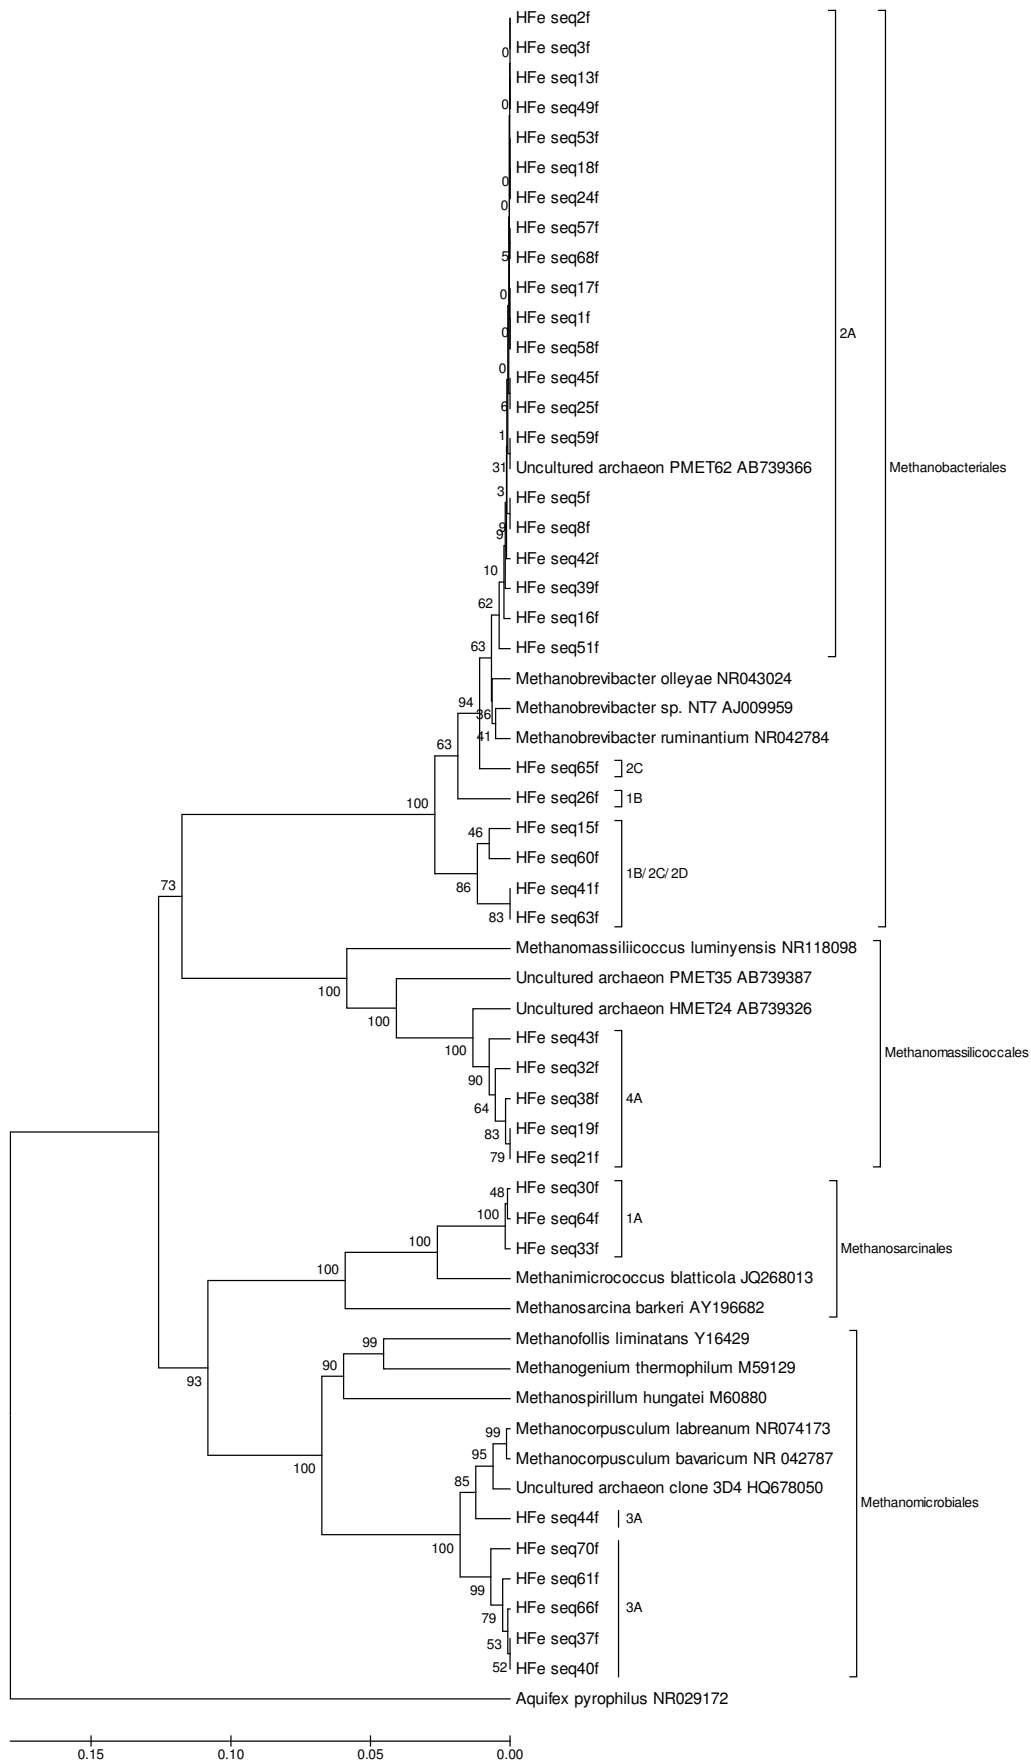 HFe seq2f
0
HFe seq3f
HFe seq13f
0
HFe seq49f
HFe seq53f
HFe seq18f
0
HFe seq24f
0
HFe seq57f
5
HFe seq68f
HFe seq17f
0
HFe seq1f
0
HFe seq58f
0
HFe seq45f
6
HFe seq25f
1
HFe seq59f
31
Uncultured archaeon PMET62 AB739366
3
HFe seq5f
9
HFe seq8f
9
HFe seq42f
10
HFe seq39f
62
HFe seq16f
63
HFe seq51f
2A
Methanobrevibacter olleyae NR043024
94
36
Methanobrevibacter sp. NT7 AJ009959
41
Methanobrevibacter ruminantium NR042784
63
HFe seq65f
2C
100
HFe seq26f
1B
46
HFe seq15f
HFe seq60f
86
HFe seq41f
83
HFe seq63f
1B/2C/2D
Methanobacteriales
73
Methanomassiliicoccus luminyensis NR118098
100
Uncultured archaeon PMET35 AB739387
100
Uncultured archaeon HMET24 AB739326
100
HFe seq43f
90
HFe seq32f
64
HFe seq38f
83
HFe seq19f
79
HFe seq21f
4A
Methanomassilicoccales
48
HFe seq30f
100
HFe seq64f
100
HFe seq33f
1A
100
Methanimicrococcus blatticola JQ268013
Methanosarcina barkeri AY196682
Methanosarcinales
93
99
Methanofollis liminatans Y16429
90
Methanogenium thermophilum M59129
Methanospirillum hungatei M60880
100
99
Methanocorpusculum labreanum NR074173
95
Methanocorpusculum bavaricum NR 042787
85
Uncultured archaeon clone 3D4 HQ678050
HFe seq44f
3A
100
HFe seq70f
99
HFe seq61f
79
HFe seq66f
53
HFe seq37f
52
HFe seq40f
3A
Methanomicrobiales
Aquifex pyrophilus NR029172
0.15 0.10 0.05 0.00